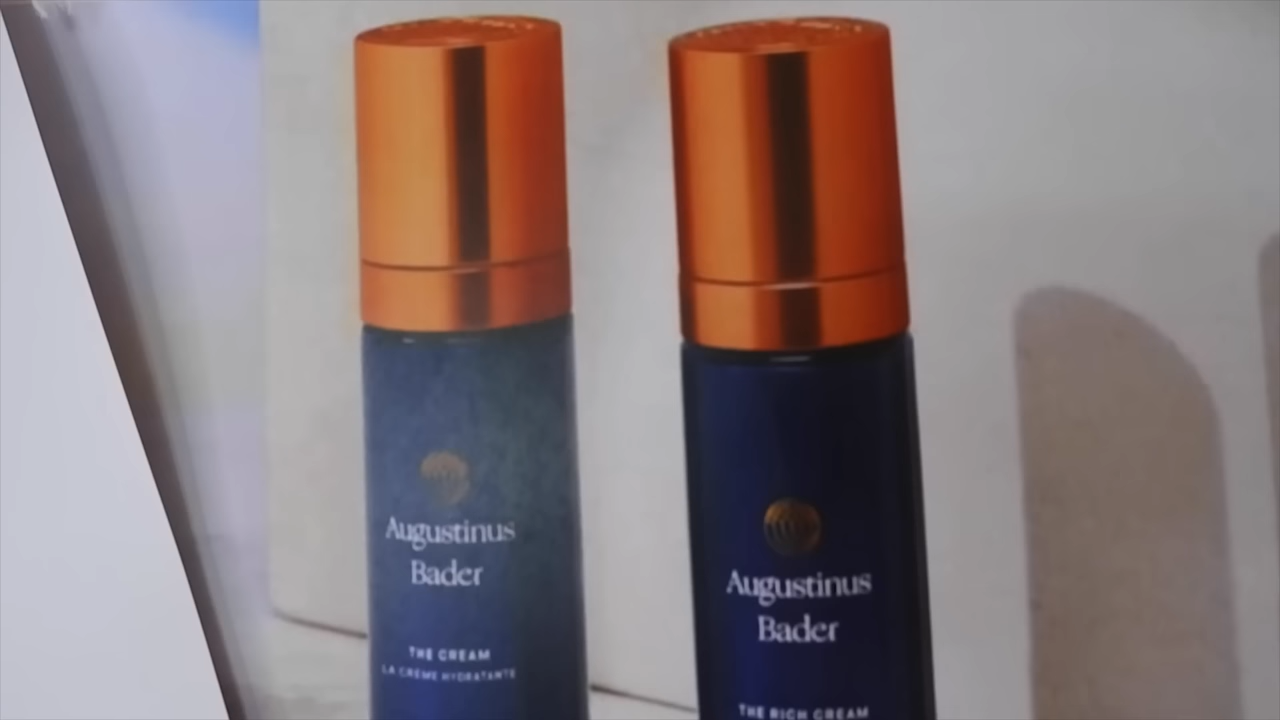 Augustinus
Bader
THE CREAM
LA CRÈME HYDRATANTE
Augustinus
Bader
THE RICH CREAM